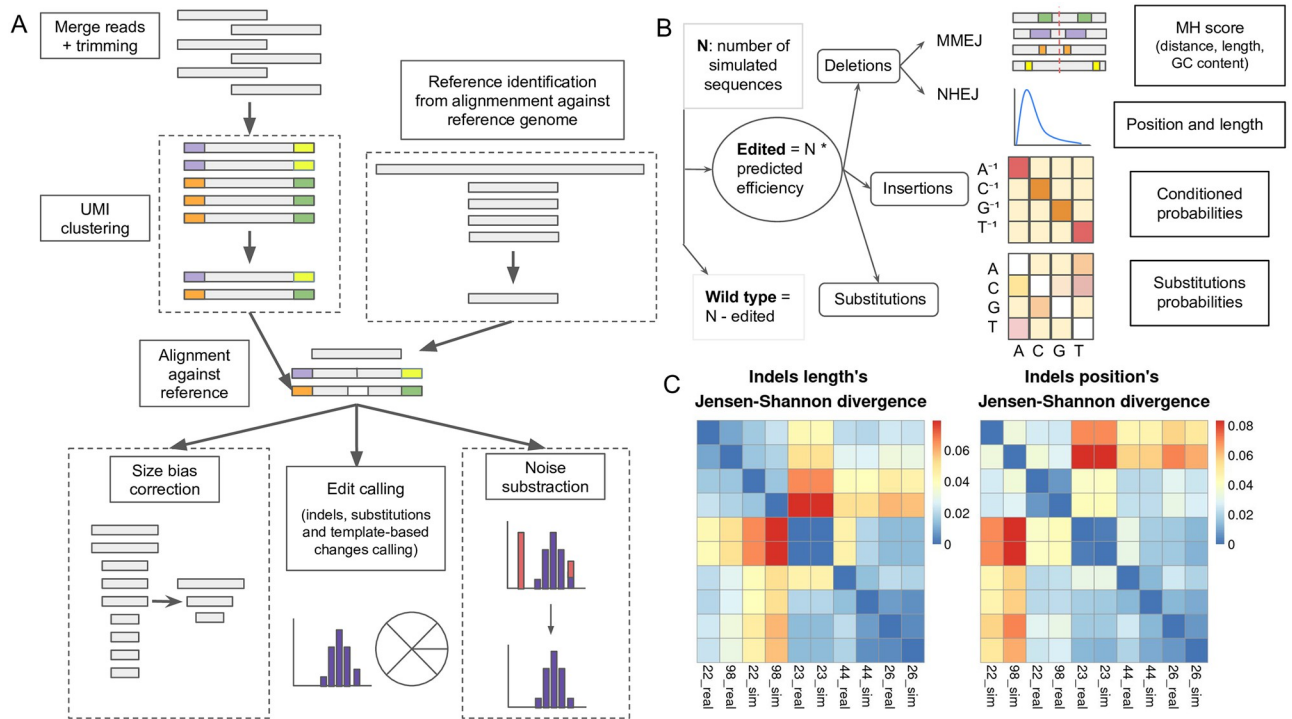 A
Merge reads
+ trimming
Reference identification
from alignmenment against
reference genome
UMI
clustering
Alignment
against
reference
Size bias
correction
Edit calling
(indels, substitutions
and template-based
changes calling)
Noise
substraction
B
N: number of
simulated
sequences
Edited = N *
predicted
efficiency
Wild type =
N - edited
Deletions
MMEJ
NHEJ
Insertions
Substitutions
MH score
(distance, length,
GC content)
Position and length
A⁻¹
C⁻¹
G⁻¹
T⁻¹
Conditioned
probabilities
A
C
G
T
A C G T
Substitutions
probabilities
C
Indels length's
Jensen-Shannon divergence
0.06
0.04
0.02
0
22_real
98_real
22_sim
98_sim
23_real
23_sim
44_real
44_sim
26_real
26_sim
Indels position's
Jensen-Shannon divergence
0.08
0.06
0.04
0.02
0
22_sim
98_sim
22_real
98_real
23_real
23_sim
44_real
44_sim
26_real
26_sim